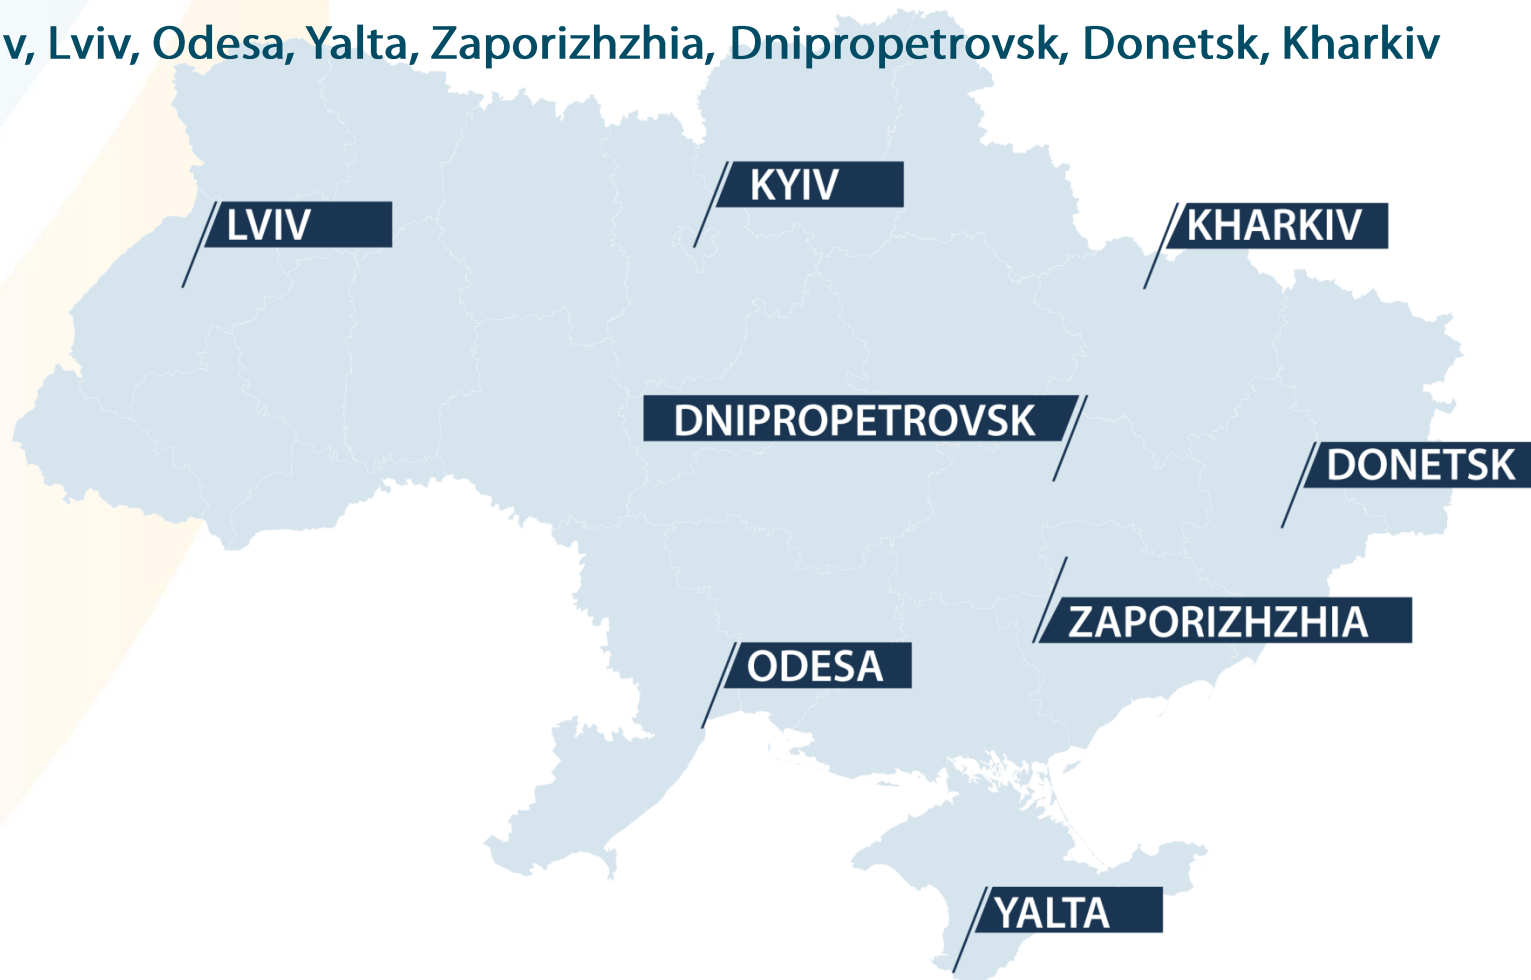 v, Lviv, Odesa, Yalta, Zaporizhzhia, Dnipropetrovsk, Donetsk, Kharkiv
KYIV
LVIV
KHARKIV
DNIPROPETROVSK
DONETSK
ZAPORIZHZHIA
ODESA
YALTA